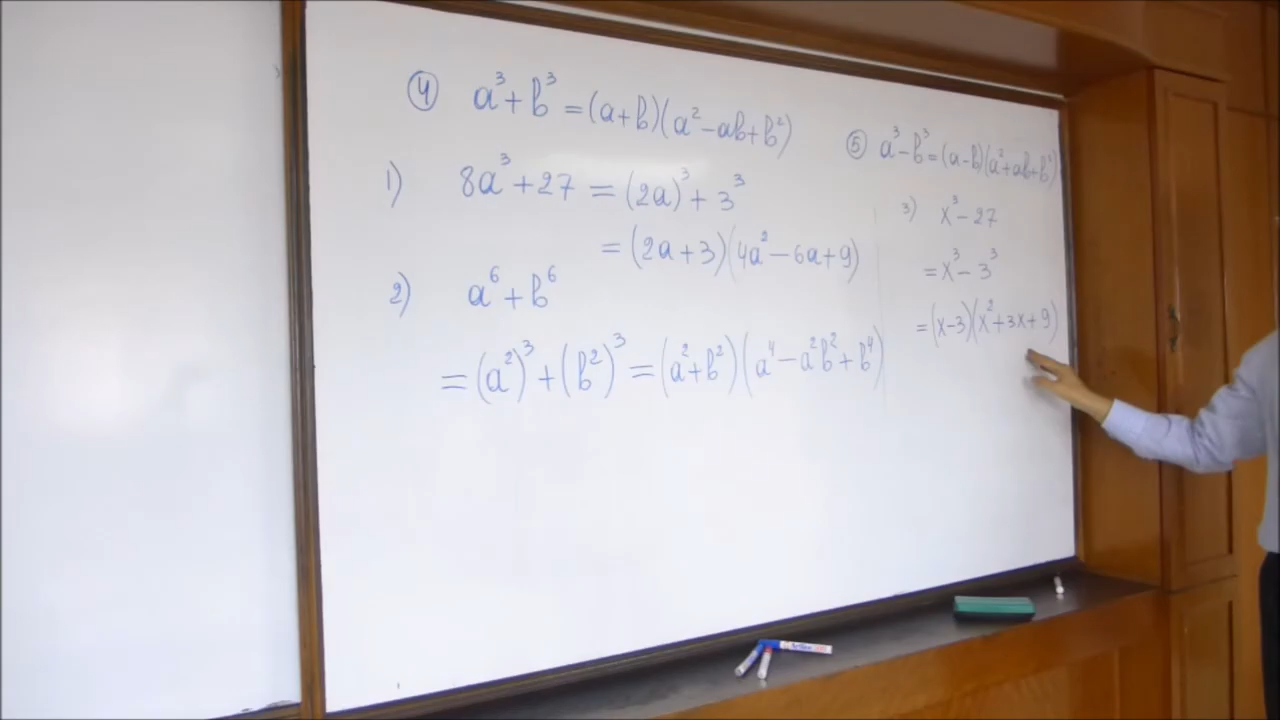 ④ a³+b³=(a+b)(a²-ab+b²)
1) 8a³+27=(2a)³+3³
=(2a+3)(4a²-6a+9)
2) a⁶+b⁶
=(a²)³+(b²)³=(a²+b²)(a⁴-a²b²+b⁴)
⑤ a³-b³=(a-b)(a²+ab+b²)
3) x³-27
=x³-3³
=(x-3)(x²+3x+9)